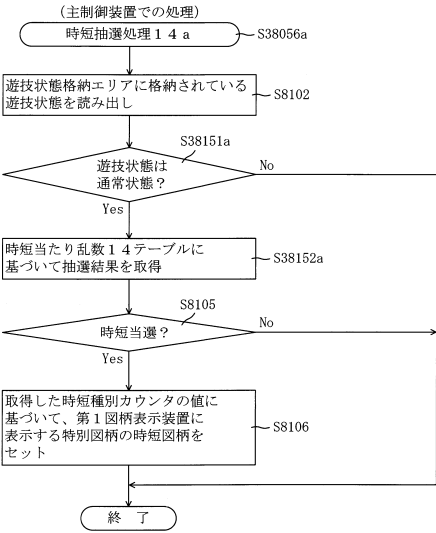 (主制御装置での処理)
時短抽選処理14a
S38056a
遊技状態格納エリアに格納されている
遊技状態を読み出し
S8102
S38151a
遊技状態は
通常状態?
No
Yes
時短当たり乱数14テーブルに
基づいて抽選結果を取得
S38152a
S8105
時短当選?
No
Yes
取得した時短種別カウンタの値に
基づいて、第1図柄表示装置に
表示する特別図柄の時短図柄を
セット
S8106
終 了